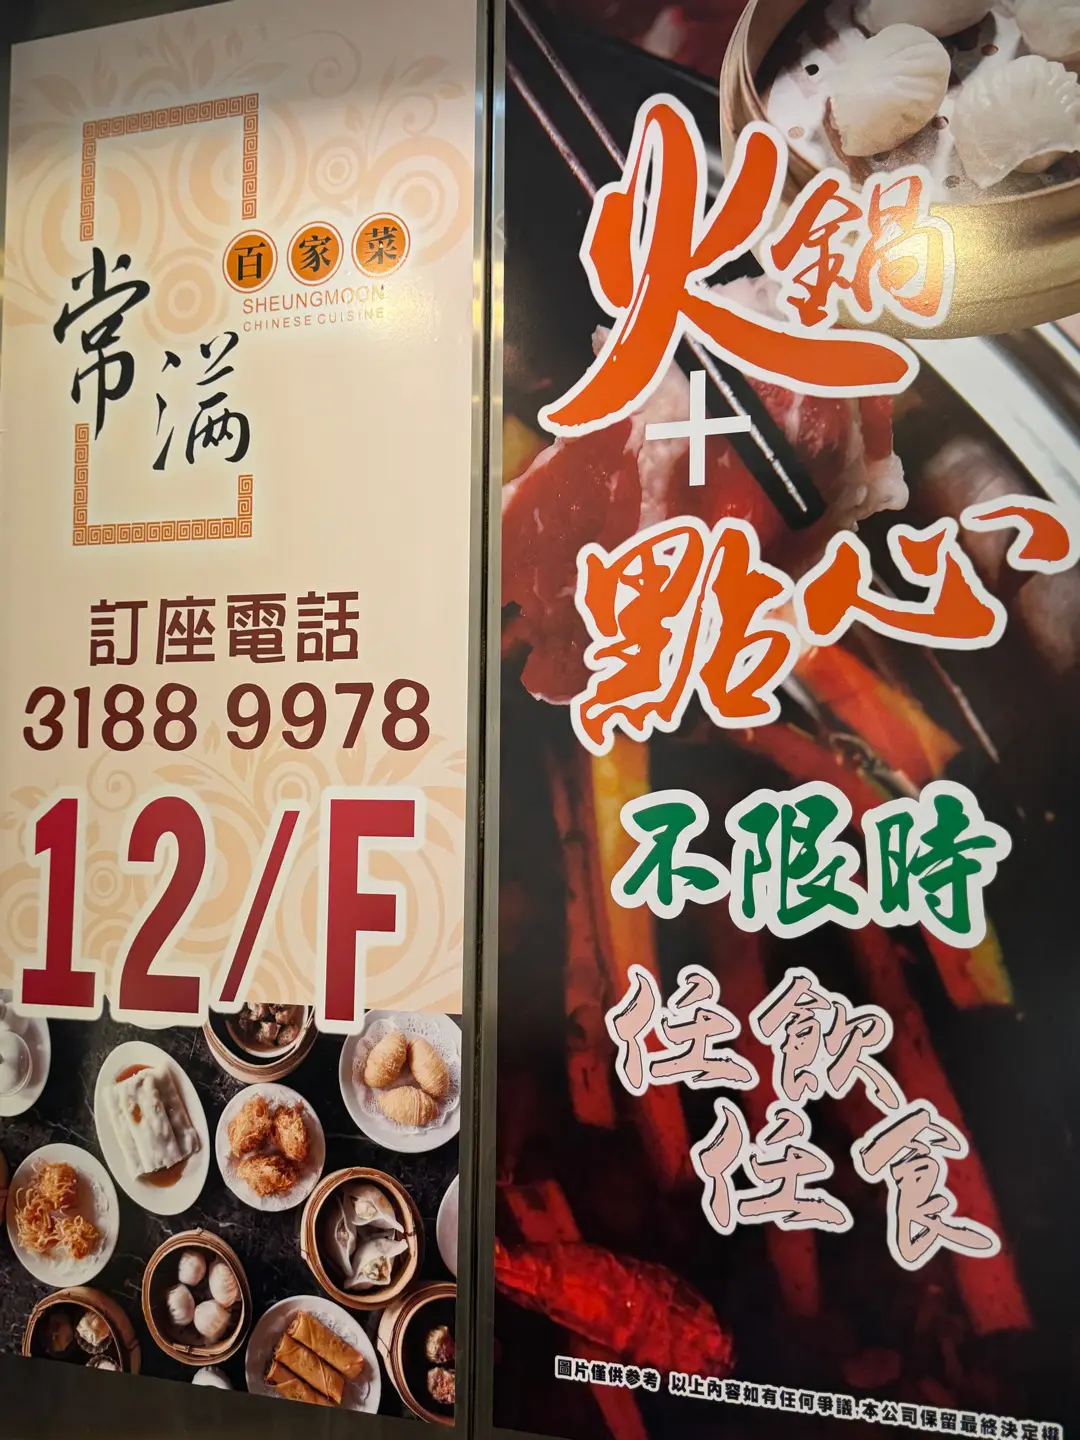 百家菜
SHEUNGMOON
CHINESE CUISINE
常滿
訂座電話
3188 9978
12/F
火鍋
+
點心
不限時
任飲
任食
圖片僅供參考 以上內容如有任何爭議,本公司保留最終決定權